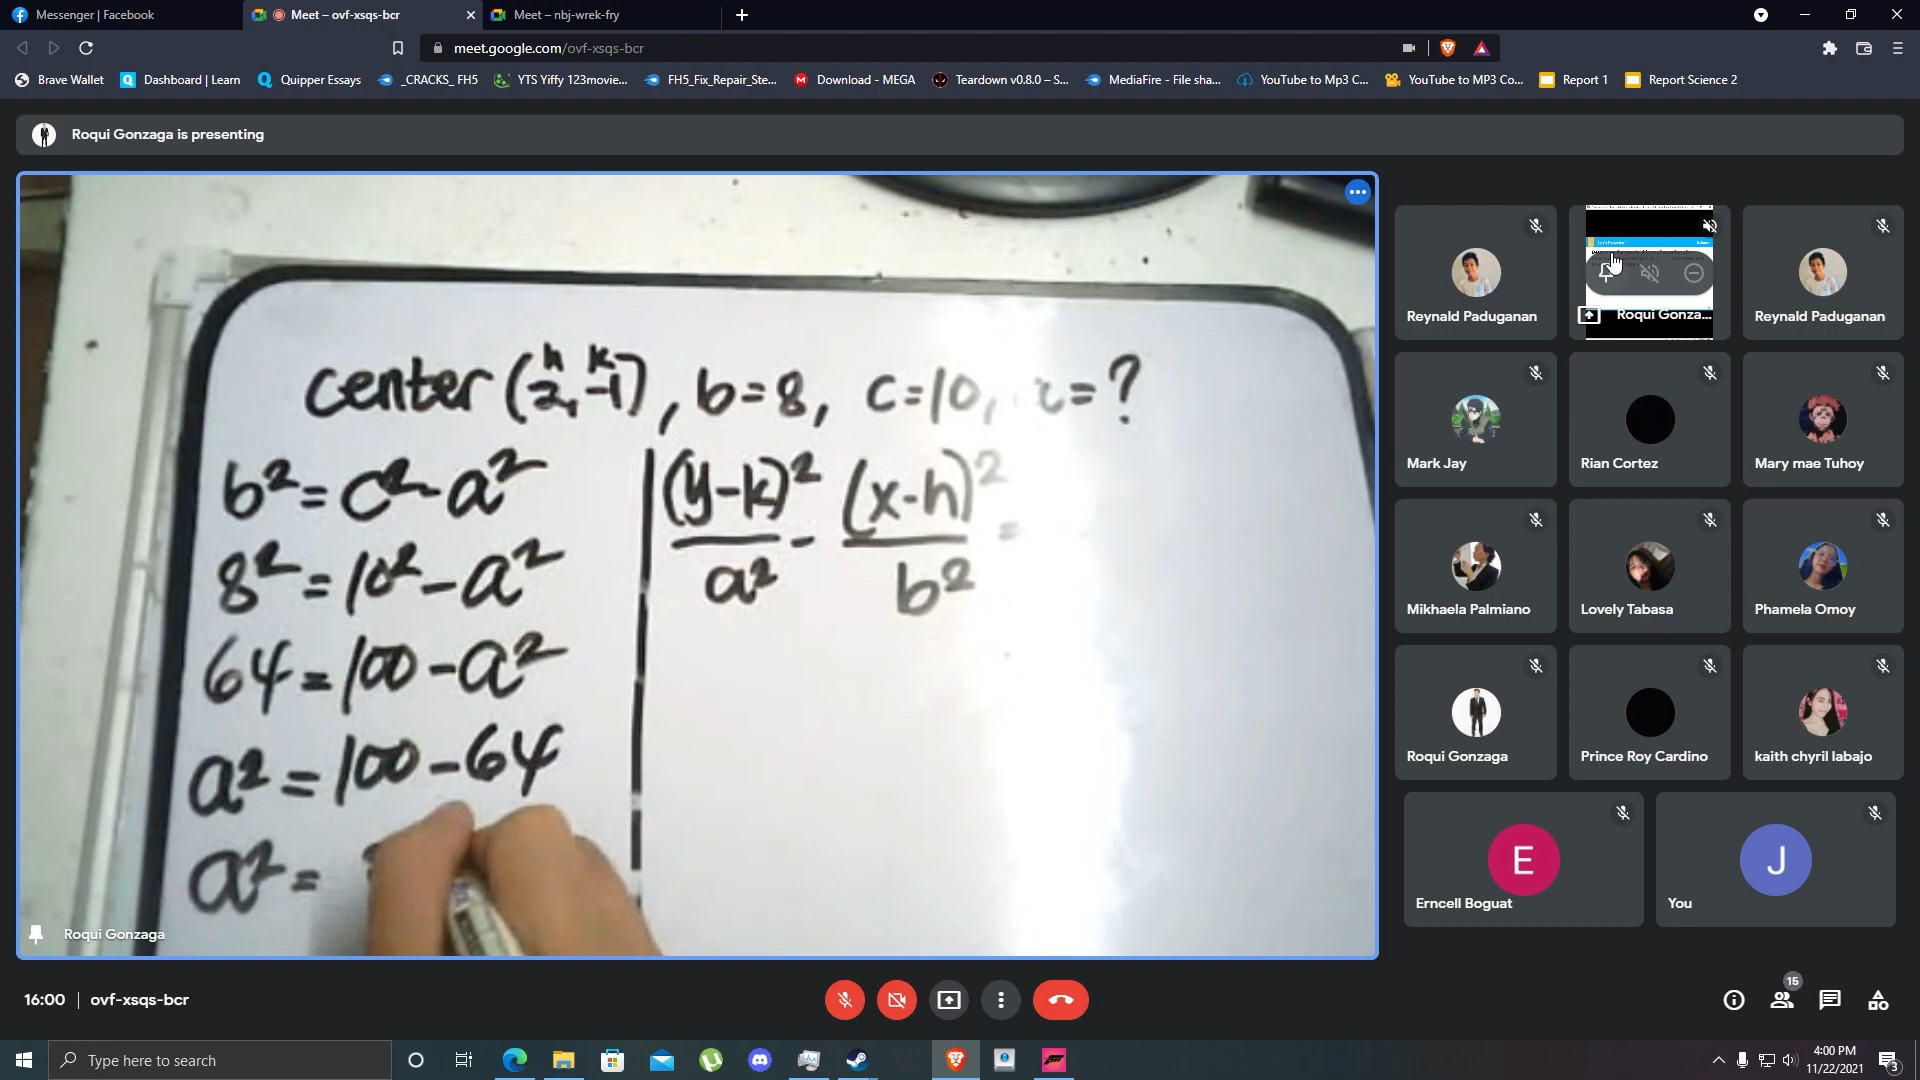 Messenger | Facebook
Meet – ovf-xsqs-bcr
Meet – nbj-wrek-fry
meet.google.com/ovf-xsqs-bcr
Brave Wallet
Dashboard | Learn
Quipper Essays
_CRACKS_ FH5
YTS Yiffy 123movie...
FH5_Fix_Repair_Ste...
Download - MEGA
Teardown v0.8.0 – S...
MediaFire - File sha...
YouTube to Mp3 C...
YouTube to MP3 Co...
Report 1
Report Science 2
Roqui Gonzaga is presenting
center (2, -1), b=8, c=10, =?
h k
b² = c² - a²
8² = 10² - a²
64 = 100 - a²
a² = 100 - 64
a² =
(y-k)² / a² - (x-h)² / b² =
Roqui Gonzaga
Reynald Paduganan
Roqui Gonza...
Reynald Paduganan
Mark Jay
Rian Cortez
Mary mae Tuhoy
Mikhaela Palmiano
Lovely Tabasa
Phamela Omoy
Roqui Gonzaga
Prince Roy Cardino
kaith chyril labajo
E
Erncell Boguat
J
You
16:00 | ovf-xsqs-bcr
15
Type here to search
4:00 PM
11/22/2021
3